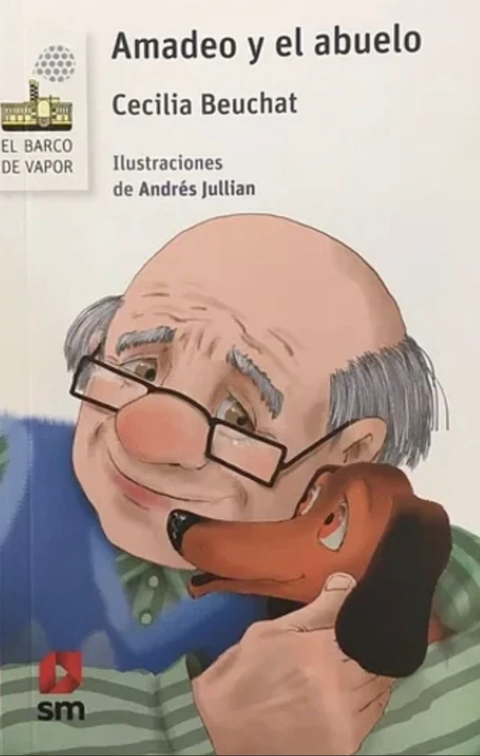 Amadeo y el abuelo
Cecilia Beuchat
EL BARCO
DE VAPOR
Ilustraciones
de Andrés Jullian
sm